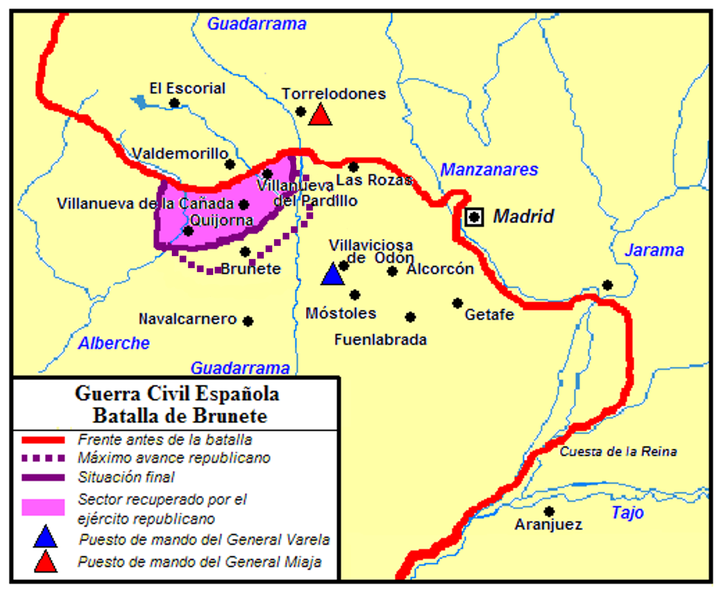 Guadarrama
El Escorial
Torrelodones
Valdemorillo
Manzanares
Las Rozas
Villanueva
del Pardillo
Villanueva de la Cañada
Quijorna
Madrid
Jarama
Villaviciosa
de Odón
Brunete
Alcorcón
Móstoles
Getafe
Navalcarnero
Fuenlabrada
Alberche
Guadarrama
Cuesta de la Reina
Aranjuez
Tajo
Guerra Civil Española
Batalla de Brunete
Frente antes de la batalla
Máximo avance republicano
Situación final
Sector recuperado por el
ejército republicano
Puesto de mando del General Varela
Puesto de mando del General Miaja